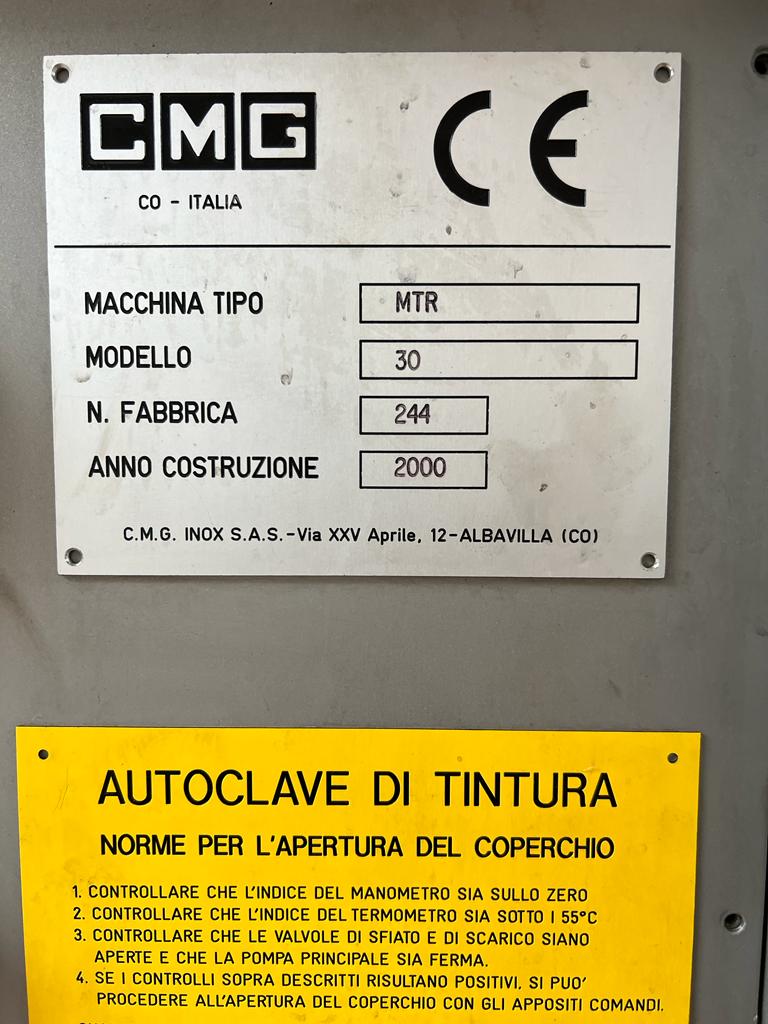 CMG
CE
CO - ITALIA
MACCHINA TIPO MTR
MODELLO 30
N. FABBRICA 244
ANNO COSTRUZIONE 2000
C.M.G. INOX S.A.S.-Via XXV Aprile, 12-ALBAVILLA (CO)
AUTOCLAVE DI TINTURA
NORME PER L'APERTURA DEL COPERCHIO
1. CONTROLLARE CHE L'INDICE DEL MANOMETRO SIA SULLO ZERO
2. CONTROLLARE CHE L'INDICE DEL TERMOMETRO SIA SOTTO I 55°C
3. CONTROLLARE CHE LE VALVOLE DI SFIATO E DI SCARICO SIANO
APERTE E CHE LA POMPA PRINCIPALE SIA FERMA.
4. SE I CONTROLLI SOPRA DESCRITTI RISULTANO POSITIVI, SI PUO'
PROCEDERE ALL'APERTURA DEL COPERCHIO CON GLI APPOSITI COMANDI.